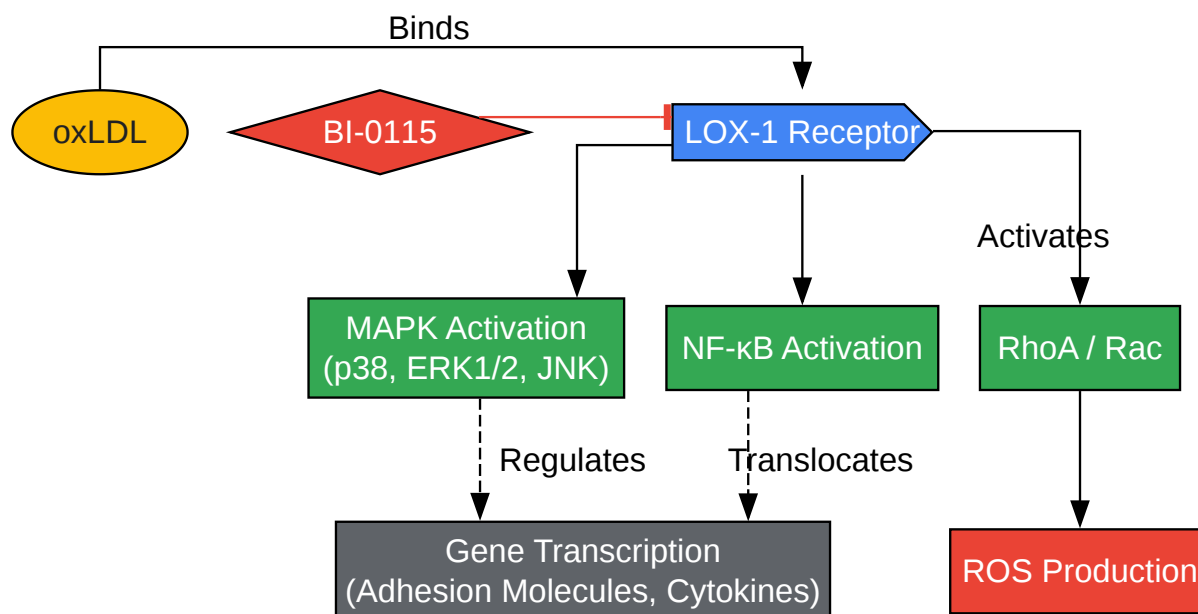 Binds
oxLDL
BI-0115
LOX-1 Receptor
Activates
MAPK Activation
(p38, ERK1/2, JNK)
NF-κB Activation
RhoA / Rac
Regulates
Translocates
Gene Transcription
(Adhesion Molecules, Cytokines)
ROS Production